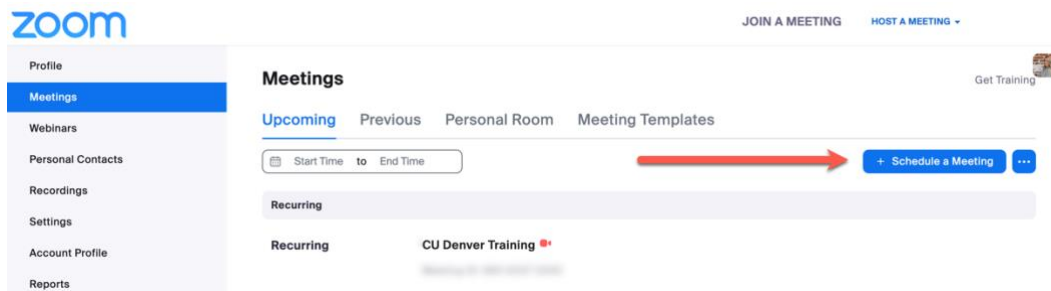 zoom
JOIN A MEETING HOST A MEETING
Profile
Meetings
Webinars
Personal Contacts
Recordings
Settings
Account Profile
Reports
Meetings
Get Training
Upcoming Previous Personal Room Meeting Templates
Start Time to End Time
+ Schedule a Meeting
Recurring
Recurring CU Denver Training